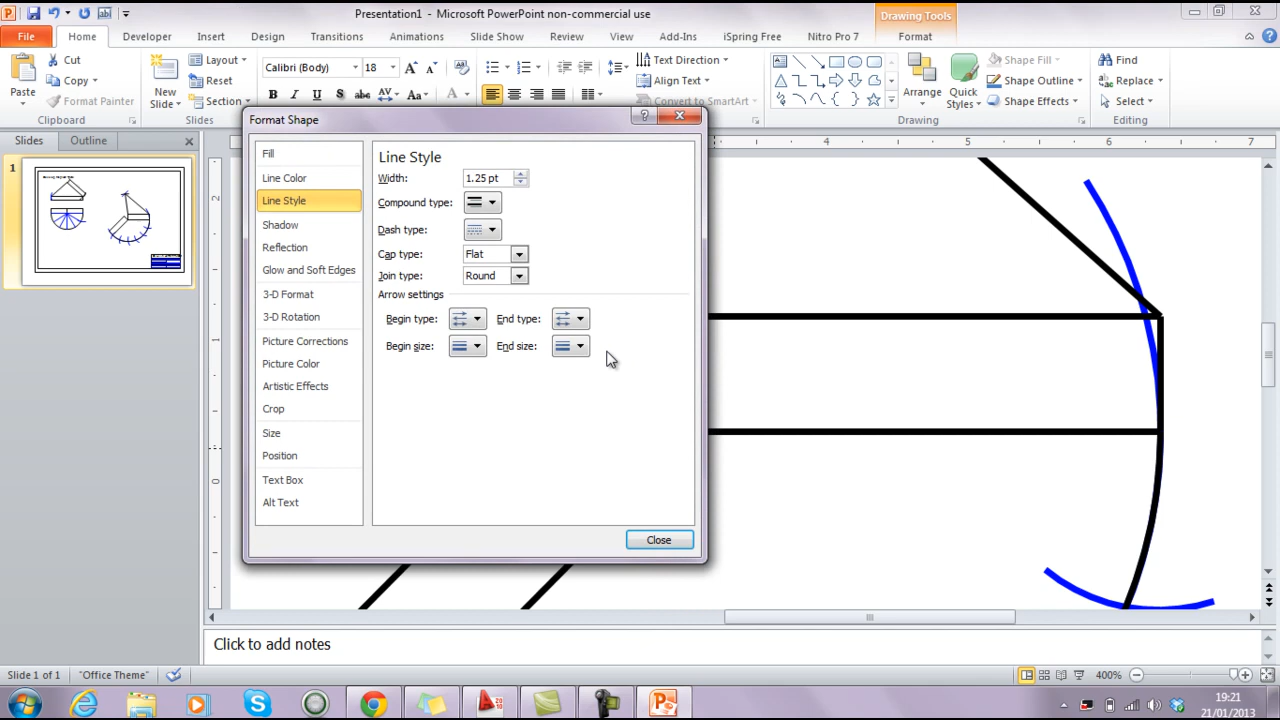 Presentation1 - Microsoft PowerPoint non-commercial use
Drawing Tools
File Home Developer Insert Design Transitions Animations Slide Show Review View Add-Ins iSpring Free Nitro Pro 7 Format
Paste
Cut
Copy
Format Painter
Clipboard
New
Slide
Layout
Reset
Section
Slides
Calibri (Body) 18
Text Direction
Align Text
Convert to SmartArt
Arrange
Quick
Styles
Shape Fill
Shape Outline
Shape Effects
Drawing
Find
Replace
Select
Editing
Slides Outline
1
Format Shape
Fill
Line Color
Line Style
Shadow
Reflection
Glow and Soft Edges
3-D Format
3-D Rotation
Picture Corrections
Picture Color
Artistic Effects
Crop
Size
Position
Text Box
Alt Text
Line Style
Width: 1.25 pt
Compound type:
Dash type:
Cap type: Flat
Join type: Round
Arrow settings
Begin type: End type:
Begin size: End size:
Close
4 5 6 7
2
0
Click to add notes
Slide 1 of 1 "Office Theme" 400%
19:21
21/01/2013